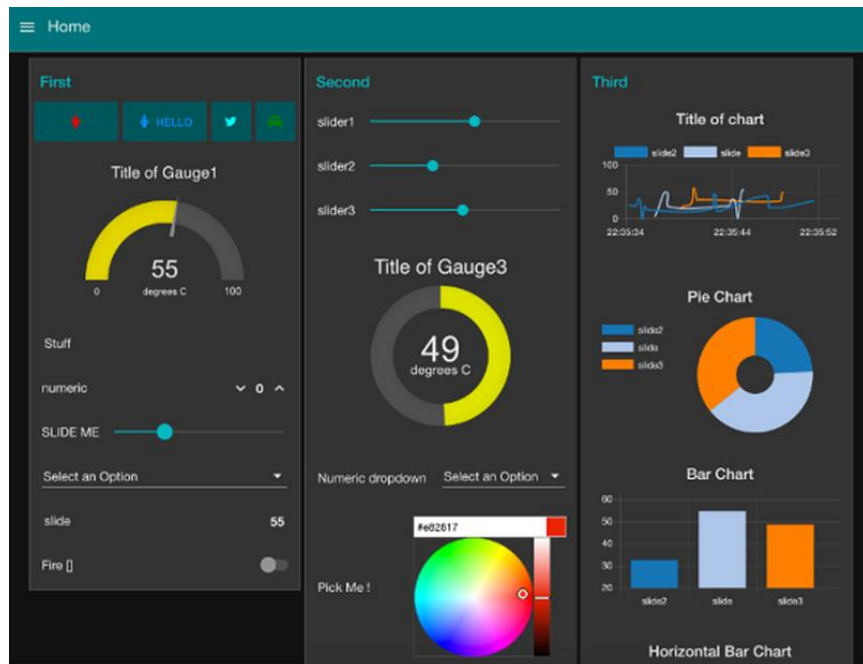 Home
First
HELLO
Title of Gauge1
55
degrees C
0
100
Stuff
numeric
0
SLIDE ME
Select an Option
slide
55
Fire []
Second
slider1
slider2
slider3
Title of Gauge3
49
degrees C
Numeric dropdown
Select an Option
#e82817
Pick Me !
Third
Title of chart
slide2 slide slide3
100
50
0
22:35:34 22:35:44 22:35:52
Pie Chart
slide2
slide
slide3
Bar Chart
60
50
40
30
20
slide2 slide slide3
Horizontal Bar Chart